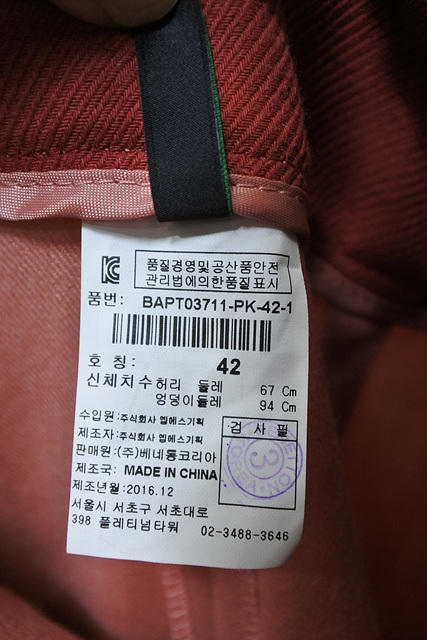 품질경영및공산품안전
관리법에의한품질표시
품번: BAPT03711-PK-42-1
호 칭: 42
신체치수허리 둘레 67 Cm
엉덩이둘레 94 Cm
수입원:주식회사 엡에스기획
제조자:주식회사 엡에스기획
검 사 필
판매원:(주)베네통코리아
제조국: MADE IN CHINA
3
제조년월:2016.12
서울시 서초구 서초대로
398 플레티넘타워 02-3488-3646